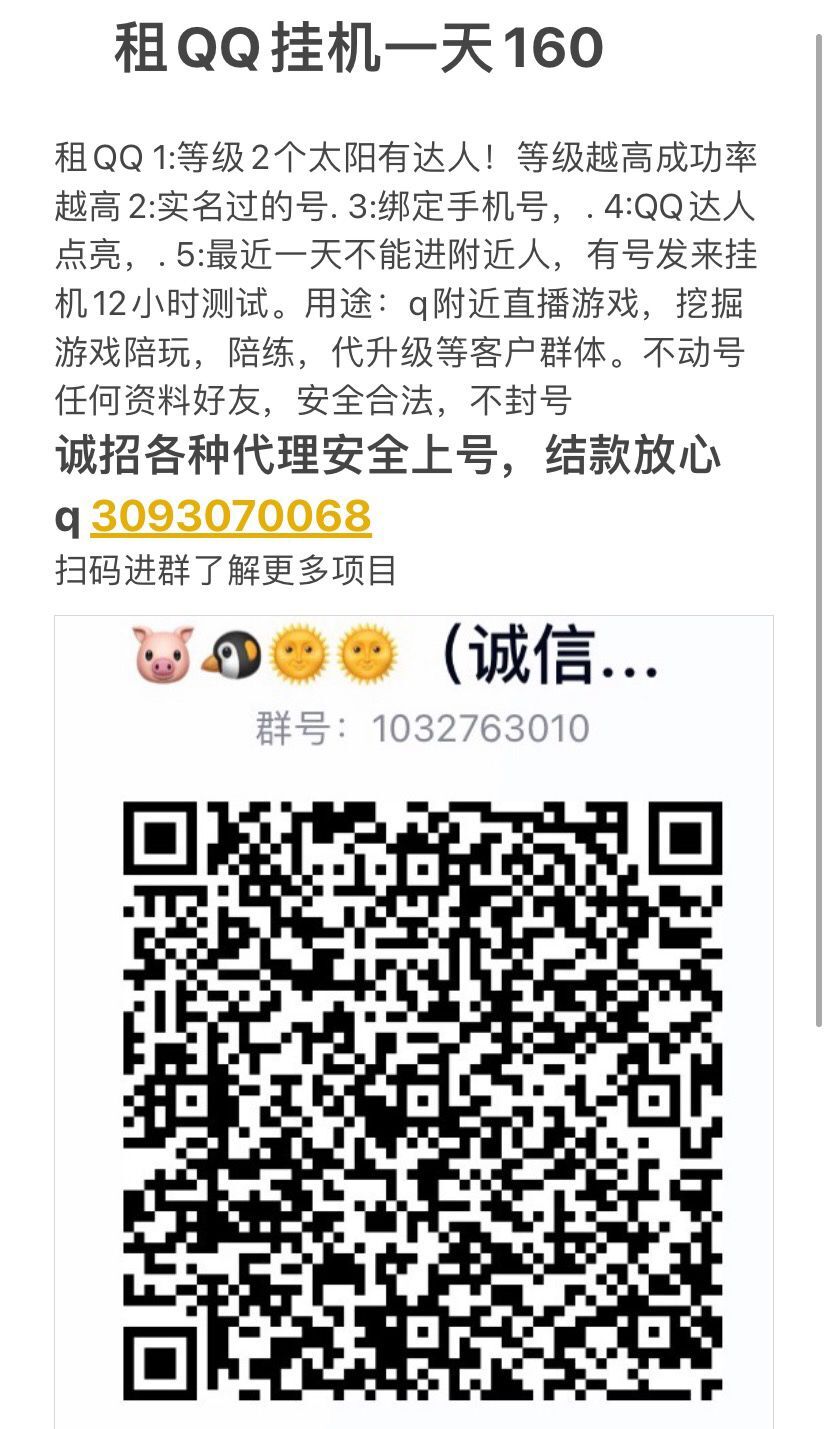 租QQ挂机一天160
租QQ 1:等级2个太阳有达人！等级越高成功率
越高2:实名过的号. 3:绑定手机号，. 4:QQ达人
点亮，. 5:最近一天不能进附近人，有号发来挂
机12小时测试。用途：q附近直播游戏，挖掘
游戏陪玩，陪练，代升级等客户群体。不动号
任何资料好友，安全合法，不封号
诚招各种代理安全上号，结款放心
q 3093070068
扫码进群了解更多项目
🐷🐧🌞🌞（诚信...
群号：1032763010